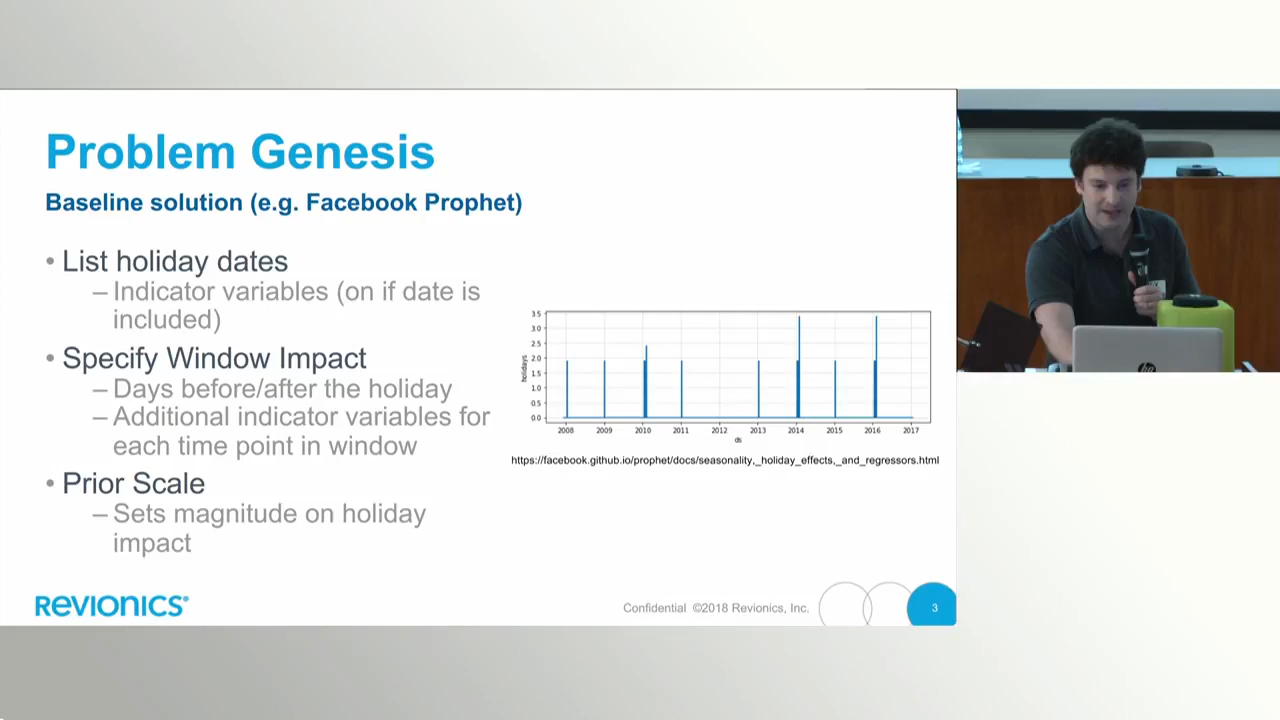 Problem Genesis
Baseline solution (e.g. Facebook Prophet)
• List holiday dates
– Indicator variables (on if date is
included)
• Specify Window Impact
– Days before/after the holiday
– Additional indicator variables for
each time point in window
• Prior Scale
– Sets magnitude on holiday
impact
3.5
3.0
2.5
2.0
1.5
1.0
0.5
0.0
holidays
2008 2009 2010 2011 2012 2013 2014 2015 2016 2017
ds
https://facebook.github.io/prophet/docs/seasonality,_holiday_effects,_and_regressors.html
REVIONICS®
Confidential ©2018 Revionics, Inc.
3
hp